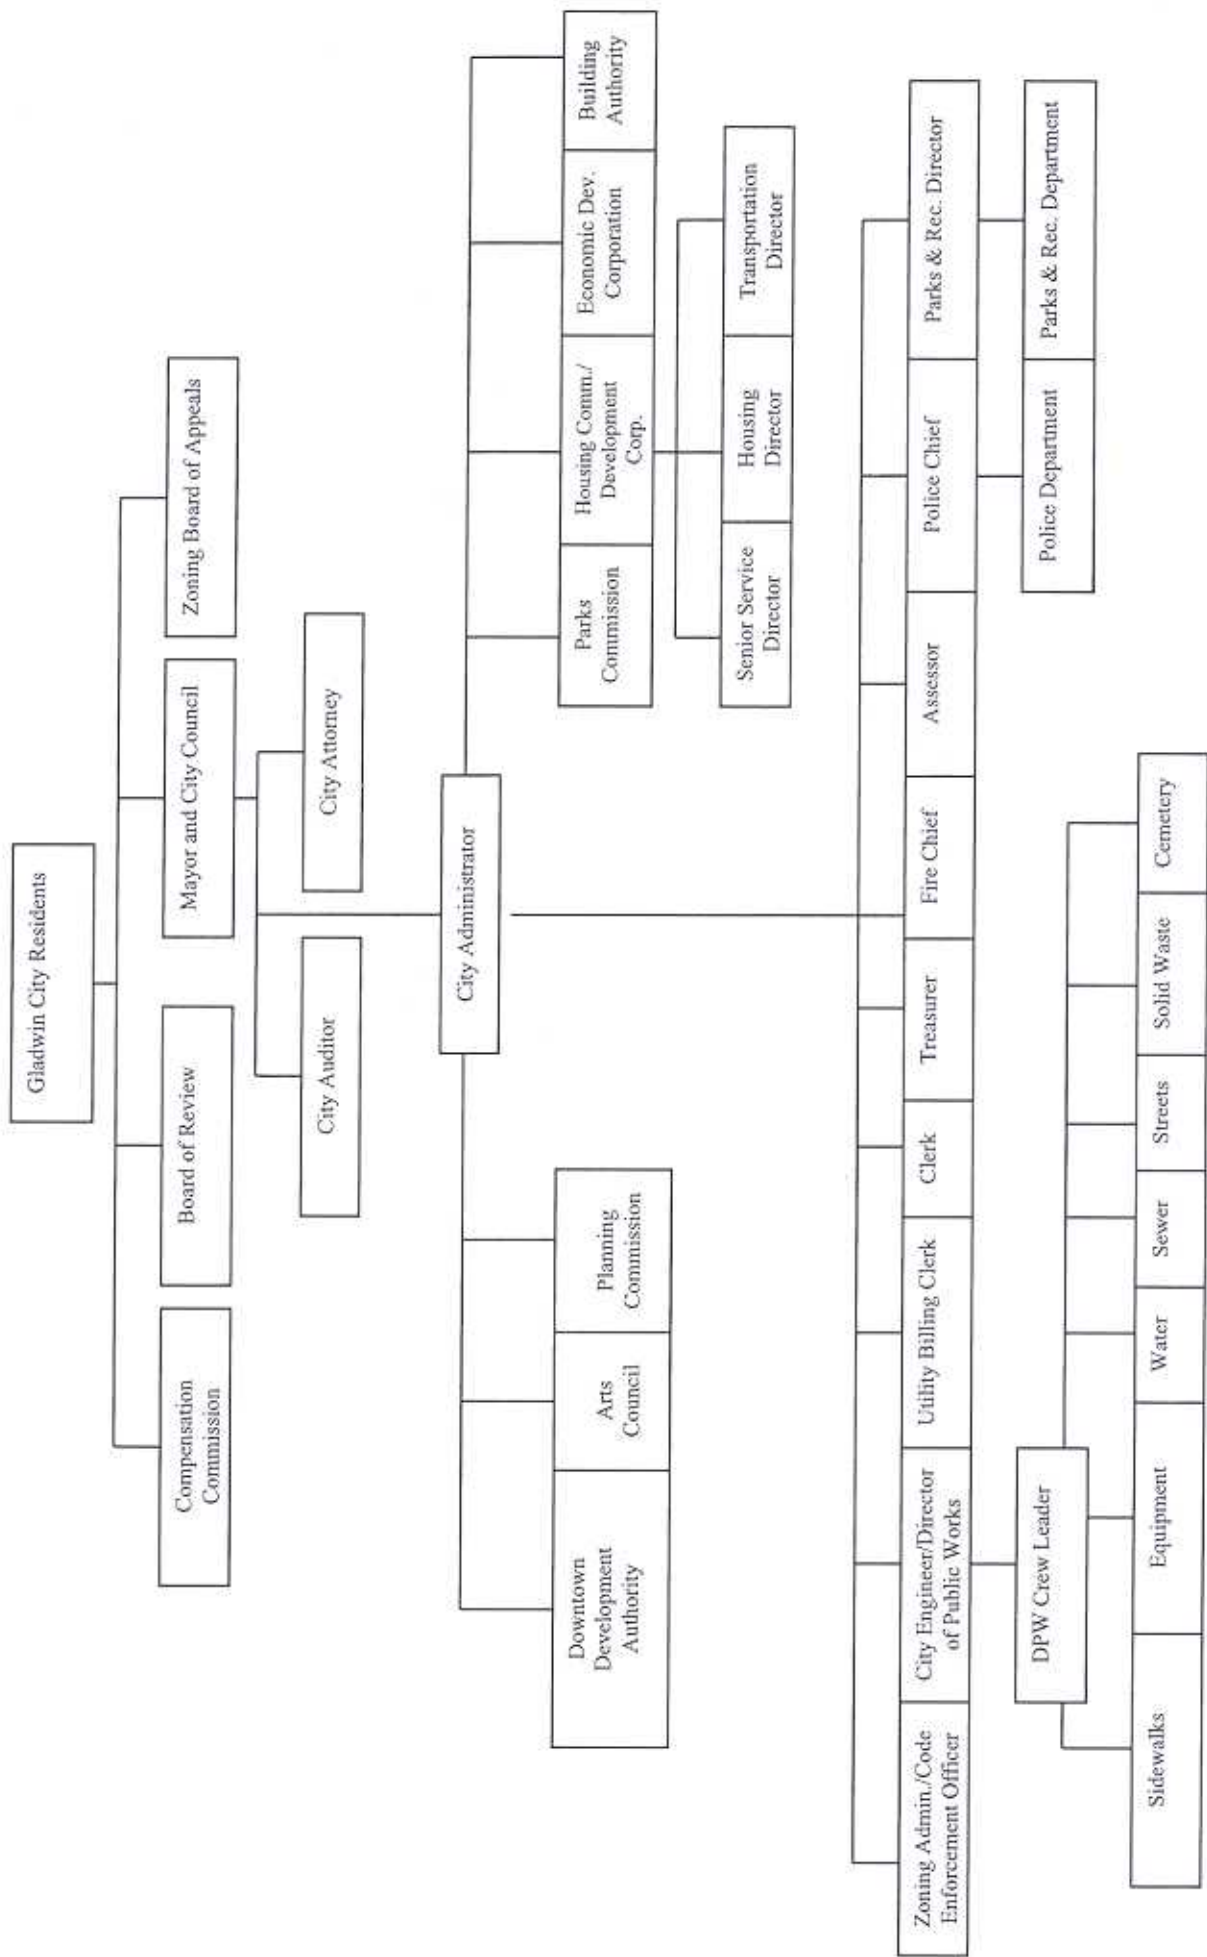 Gladwin City Residents
Compensation
Commission
Board of Review
Mayor and City Council
Zoning Board of Appeals
City Auditor
City Attorney
City Administrator
Downtown
Development
Authority
Arts
Council
Planning
Commission
Parks
Commission
Housing Comm./
Development
Corp.
Economic Dev.
Corporation
Building
Authority
Senior Service
Director
Housing
Director
Transportation
Director
Zoning Admin./Code
Enforcement Officer
City Engineer/Director
of Public Works
Utility Billing Clerk
Clerk
Treasurer
Fire Chief
Assessor
Police Chief
Parks & Rec. Director
DPW Crew Leader
Police Department
Parks & Rec. Department
Sidewalks
Equipment
Water
Sewer
Streets
Solid Waste
Cemetery